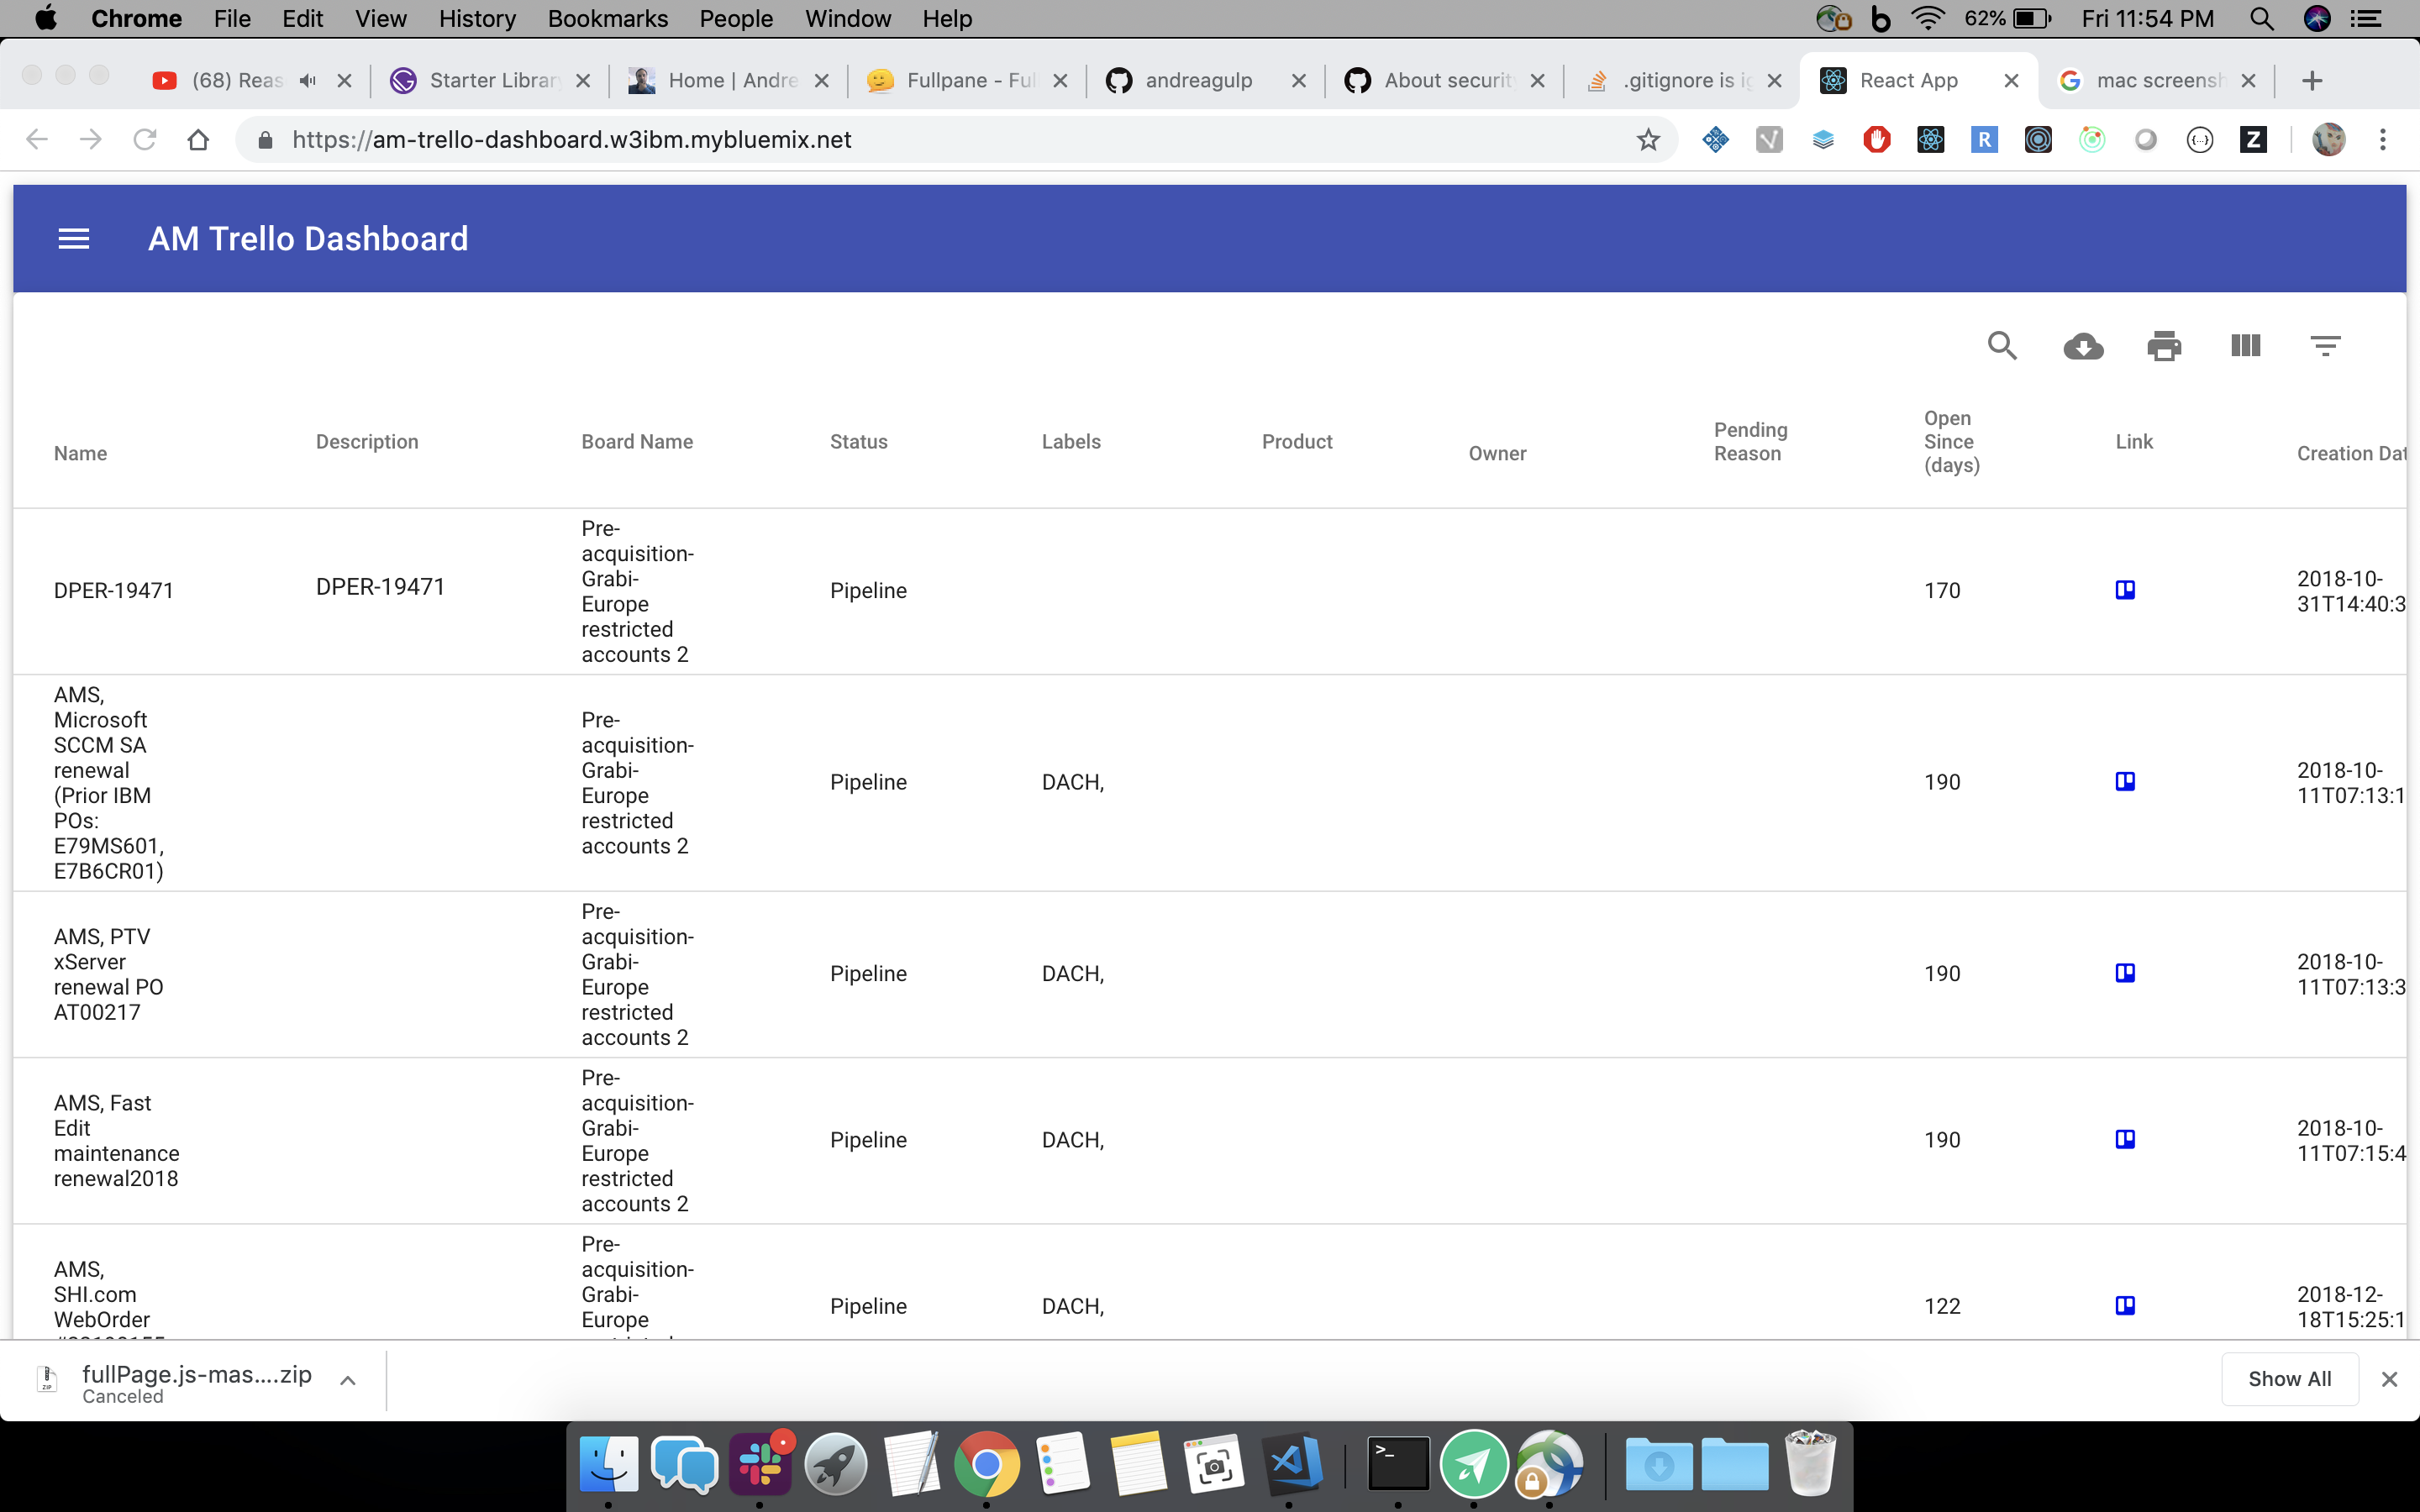 Chrome File Edit View History Bookmarks People Window Help b 62% Fri 11:54 PM
(68) Reas Starter Library Home | Andre Fullpane - Ful andreagulp About security .gitignore is ig React App mac screensh
https://am-trello-dashboard.w3ibm.mybluemix.net
AM Trello Dashboard
Name Description Board Name Status Labels Product Owner Pending Reason Open Since (days) Link Creation Dat
DPER-19471 DPER-19471
Pre-
acquisition-
Grabi-
Europe
restricted
accounts 2
Pipeline
170
2018-10-
31T14:40:3
AMS,
Microsoft
SCCM SA
renewal
(Prior IBM
POs:
E79MS601,
E7B6CR01)
Pre-
acquisition-
Grabi-
Europe
restricted
accounts 2
Pipeline
DACH,
190
2018-10-
11T07:13:1
AMS, PTV
xServer
renewal PO
AT00217
Pre-
acquisition-
Grabi-
Europe
restricted
accounts 2
Pipeline
DACH,
190
2018-10-
11T07:13:3
AMS, Fast
Edit
maintenance
renewal2018
Pre-
acquisition-
Grabi-
Europe
restricted
accounts 2
Pipeline
DACH,
190
2018-10-
11T07:15:4
AMS,
SHI.com
WebOrder
Pre-
acquisition-
Grabi-
Europe
Pipeline
DACH,
122
2018-12-
18T15:25:1
fullPage.js-mas....zip
Canceled
Show All